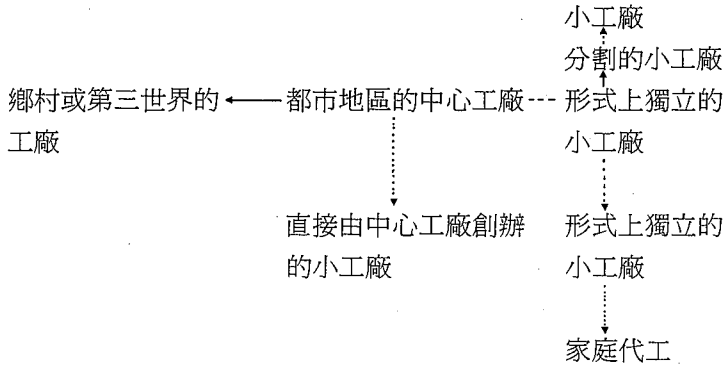 小工廠
分割的小工廠
鄉村或第三世界的
工廠
都市地區的中心工廠
形式上獨立的
小工廠
直接由中心工廠創辦
的小工廠
形式上獨立的
小工廠
家庭代工